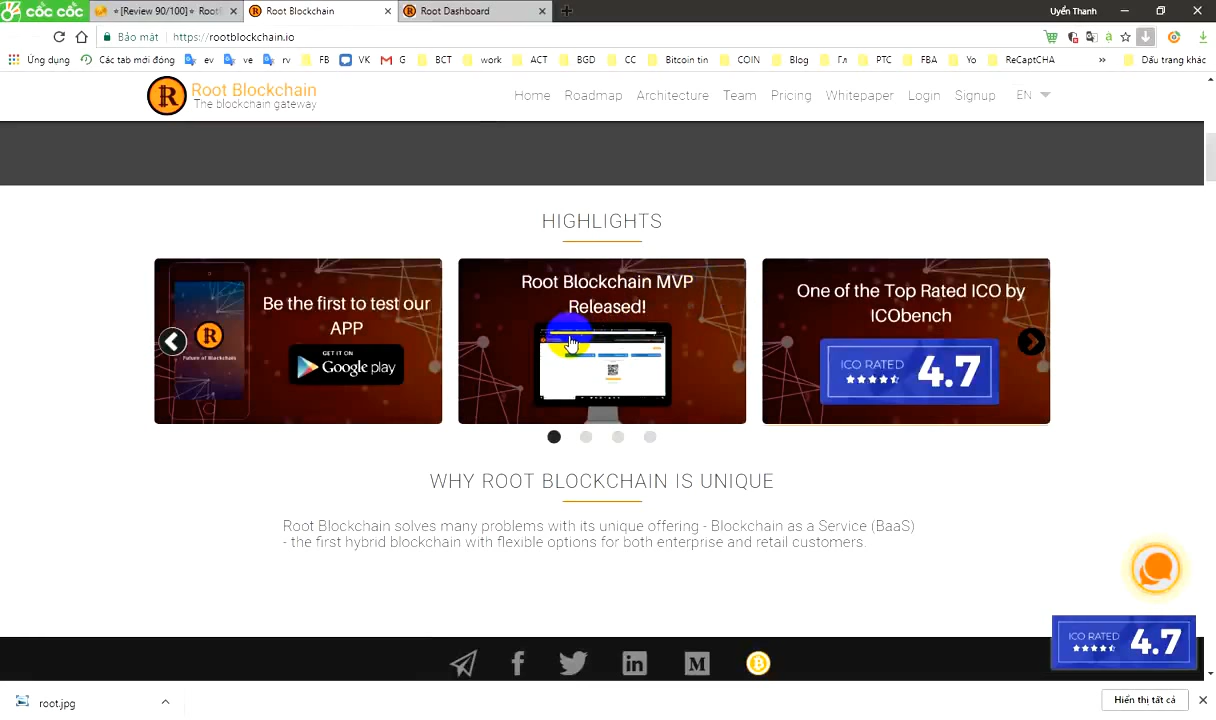 cốc cốc
⭐[Review 90/100]⭐ Root
Root Blockchain
Root Dashboard
Uyển Thanh
Bảo mật
https://rootblockchain.io
Ứng dụng
Các tab mới đóng
ev
ve
rv
FB
VK
G
BCT
work
ACT
BGD
CC
Bitcoin tin
COIN
Blog
Гл
PTC
FBA
Yo
ReCaptCHA
»
Dấu trang khác
Root Blockchain
The blockchain gateway
Home
Roadmap
Architecture
Team
Pricing
Whitepaper
Login
Signup
EN
HIGHLIGHTS
Be the first to test our
APP
GET IT ON
Google play
Future of Blockchain
Root Blockchain MVP
Released!
One of the Top Rated ICO by
ICObench
ICO RATED
4.7
WHY ROOT BLOCKCHAIN IS UNIQUE
Root Blockchain solves many problems with its unique offering - Blockchain as a Service (BaaS)
- the first hybrid blockchain with flexible options for both enterprise and retail customers.
ICO RATED
4.7
root.jpg
Hiển thị tất cả